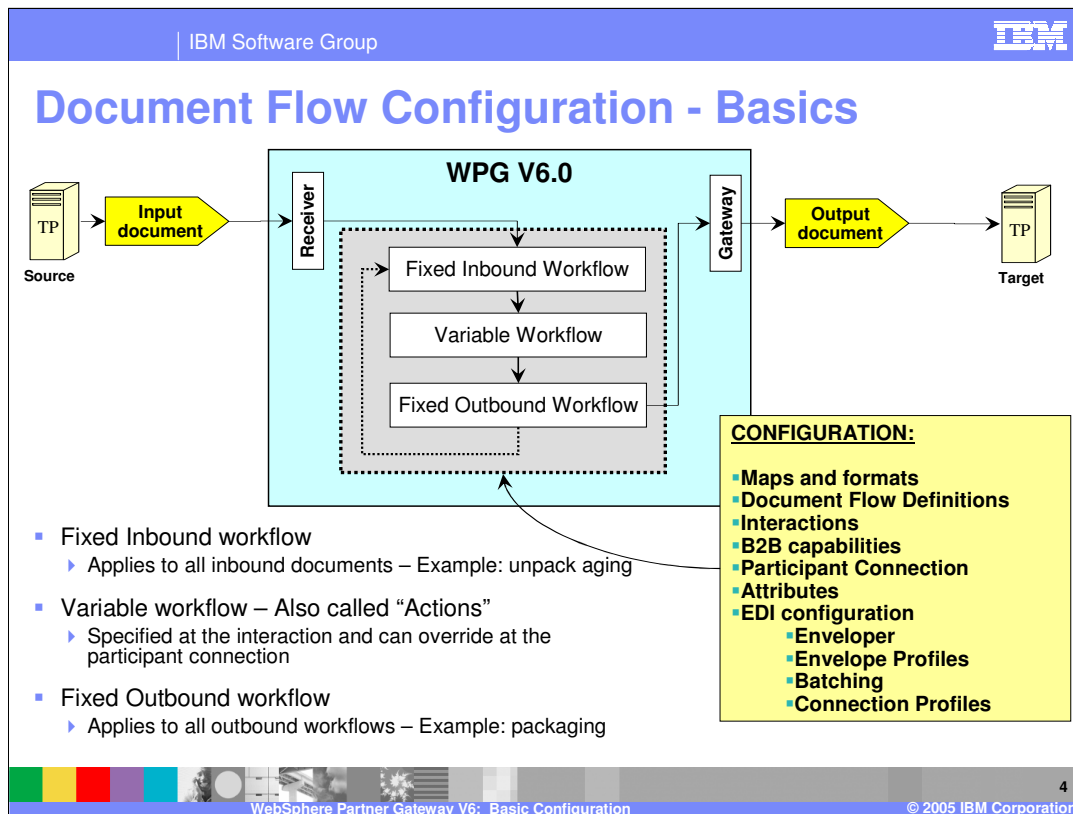 IBM Software Group
IBM
Document Flow Configuration - Basics
WPG V6.0
TP
Source
Input
document
Receiver
Fixed Inbound Workflow
Variable Workflow
Fixed Outbound Workflow
Gateway
Output
document
TP
Target
CONFIGURATION:
▪Maps and formats
▪Document Flow Definitions
▪Interactions
▪B2B capabilities
▪Participant Connection
▪Attributes
▪EDI configuration
▪Enveloper
▪Envelope Profiles
▪Batching
▪Connection Profiles
▪ Fixed Inbound workflow
Applies to all inbound documents – Example: unpack aging
▪ Variable workflow – Also called “Actions”
Specified at the interaction and can override at the
participant connection
▪ Fixed Outbound workflow
Applies to all outbound workflows – Example: packaging
4
WebSphere Partner Gateway V6: Basic Configuration
© 2005 IBM Corporation